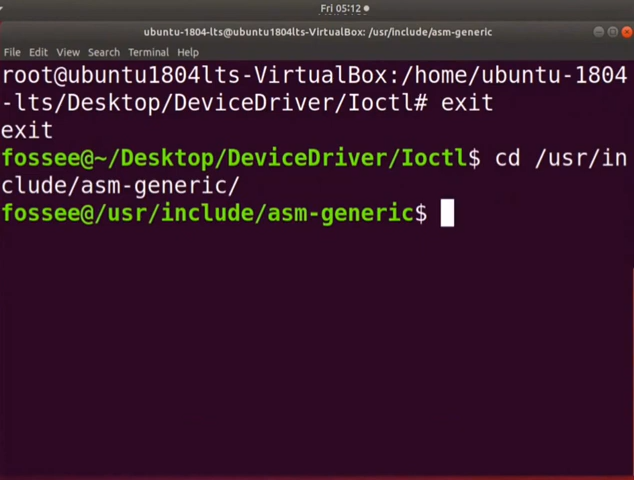 Fri 05:12
ubuntu-1804-lts@ubuntu1804lts-VirtualBox: /usr/include/asm-generic
File Edit View Search Terminal Help
root@ubuntu1804lts-VirtualBox:/home/ubuntu-1804
-lts/Desktop/DeviceDriver/Ioctl# exit
exit
fossee@~/Desktop/DeviceDriver/Ioctl$ cd /usr/in
clude/asm-generic/
fossee@/usr/include/asm-generic$